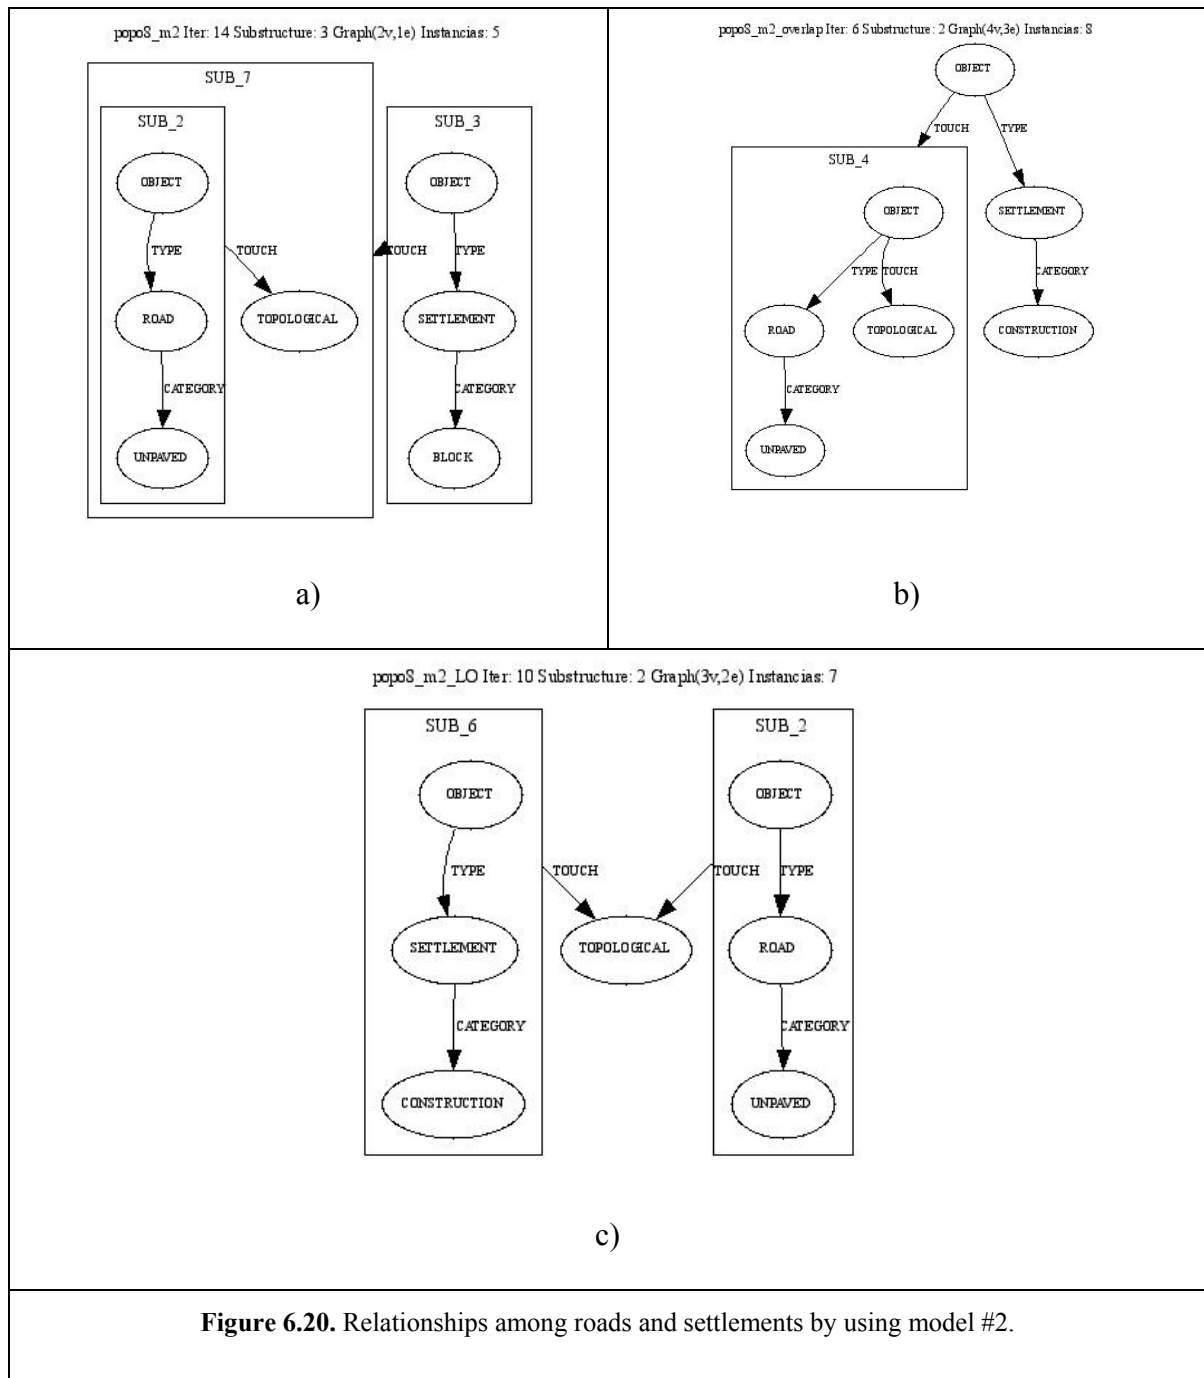 popo8_m2 Iter: 14 Substructure: 3 Graph(2v,1e) Instancias: 5
SUB_7
SUB_2
OBJECT
TYPE
ROAD
CATEGORY
UNPAVED
TOUCH
TOPOLOGICAL
SUB_3
OBJECT
TOUCH
TYPE
SETTLEMENT
CATEGORY
BLOCK
a)
popo8_m2_overlap Iter: 6 Substructure: 2 Graph(4v,3e) Instancias: 8
OBJECT
TOUCH
TYPE
SUB_4
OBJECT
SETTLEMENT
TYPE
TOUCH
CATEGORY
ROAD
TOPOLOGICAL
CONSTRUCTION
CATEGORY
UNPAVED
b)
popo8_m2_LO Iter: 10 Substructure: 2 Graph(3v,2e) Instancias: 7
SUB_6
OBJECT
TYPE
SETTLEMENT
CATEGORY
CONSTRUCTION
TOUCH
TOPOLOGICAL
TOUCH
SUB_2
OBJECT
TYPE
ROAD
CATEGORY
UNPAVED
c)
Figure 6.20. Relationships among roads and settlements by using model #2.